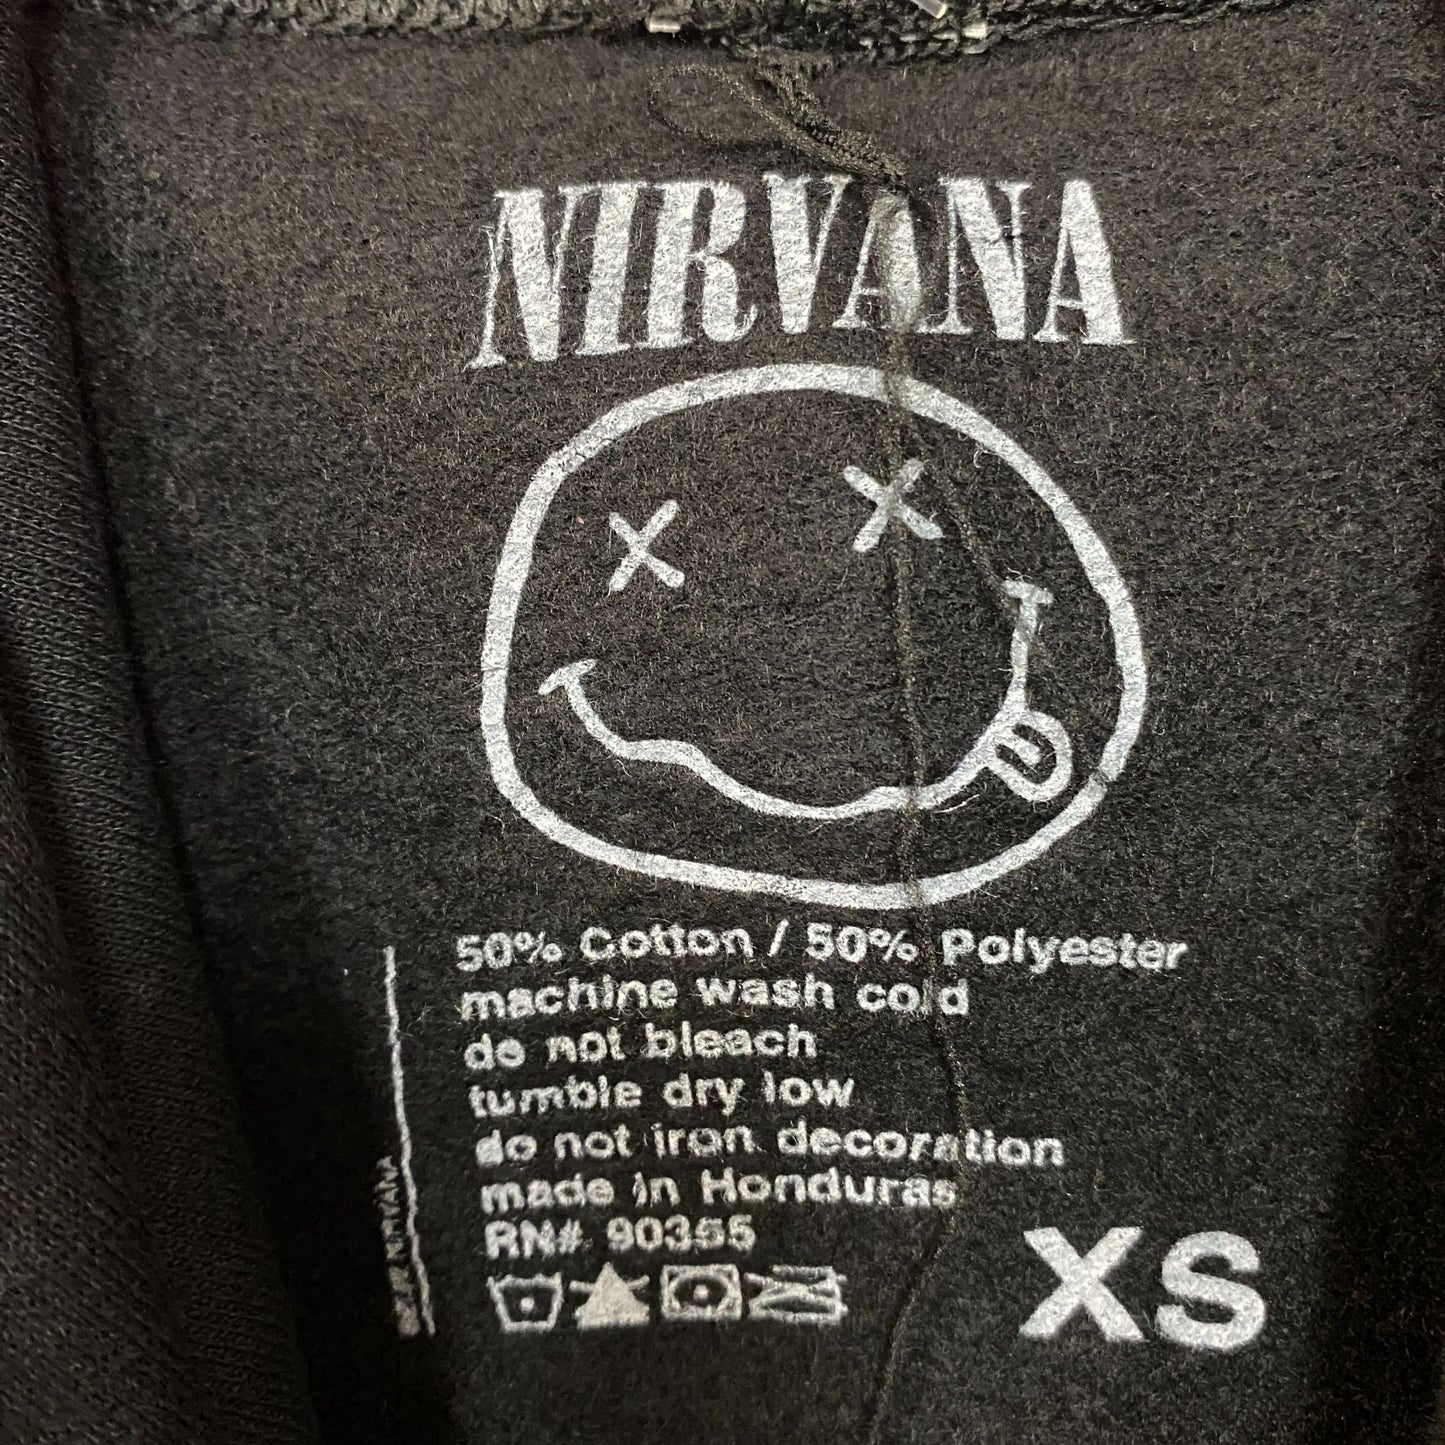 NIRVANA
50% Cotton / 50% Polyester
machine wash cold
do not bleach
tumble dry low
do not iron decoration
made in Honduras
RN# 90355
XS
NIRVANA